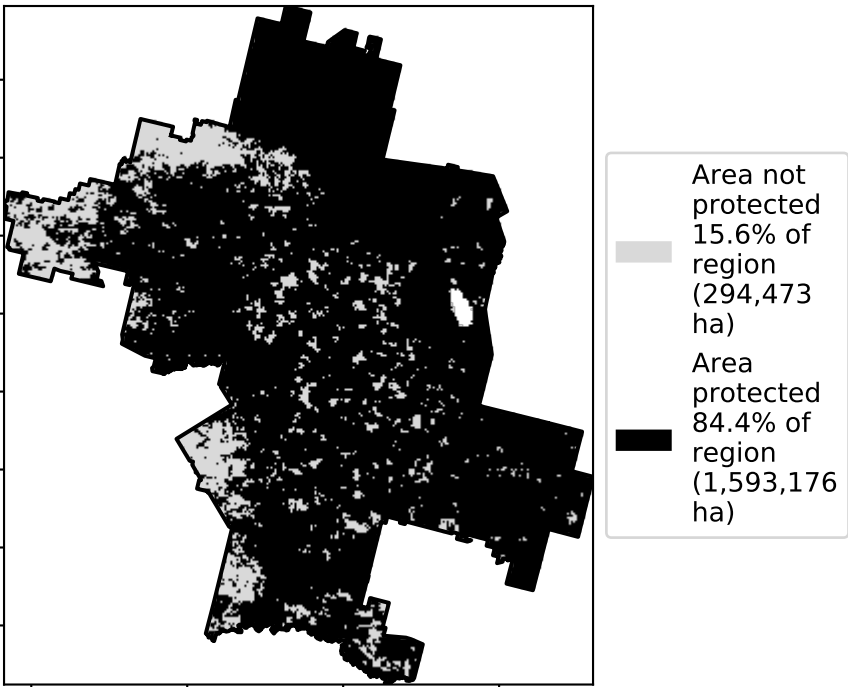 Area not
protected
15.6% of
region
(294,473
ha)
Area
protected
84.4% of
region
(1,593,176
ha)